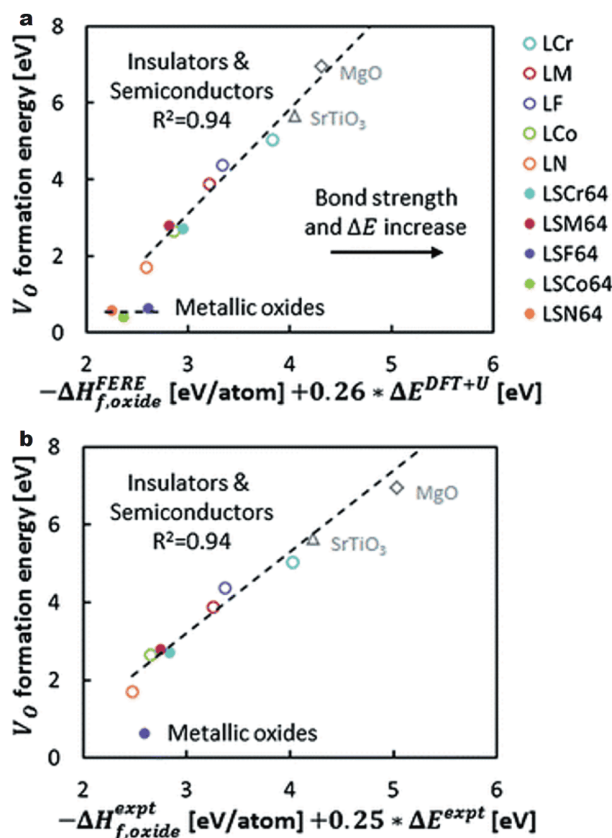 a
8
6
4
2
0
V_O formation energy [eV]
Insulators &
Semiconductors
R²=0.94
MgO
SrTiO₃
Bond strength
and ΔE increase
Metallic oxides
2 3 4 5 6
−ΔH^{FERE}_{f,oxide} [eV/atom] +0.26 * ΔE^{DFT+U} [eV]
LCr
LM
LF
LCo
LN
LSCr64
LSM64
LSF64
LSCo64
LSN64
b
8
6
4
2
0
V_O formation energy [eV]
Insulators &
Semiconductors
R²=0.94
MgO
SrTiO₃
Metallic oxides
2 3 4 5 6
−ΔH^{expt}_{f,oxide} [eV/atom] +0.25 * ΔE^{expt} [eV]